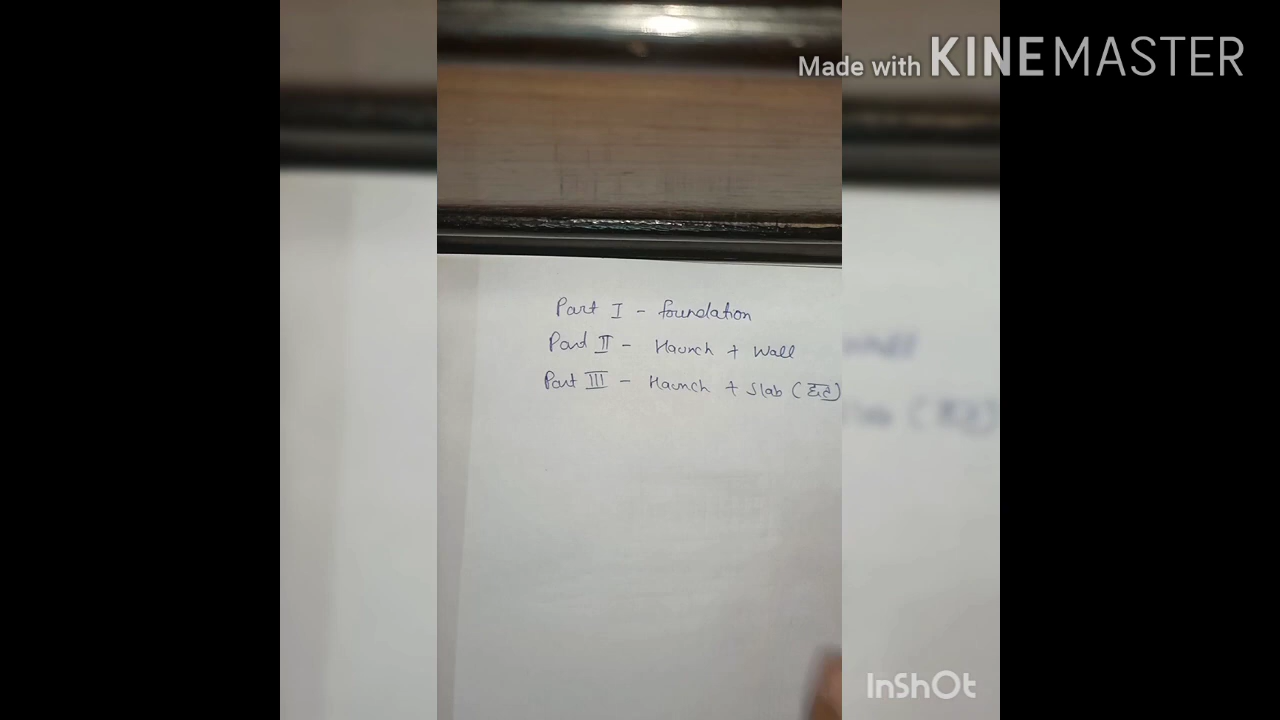 Made with KINEMASTER
Part I - foundation
Part II - Haunch + Wall
Part III - Haunch + Slab (छत)
InShOt